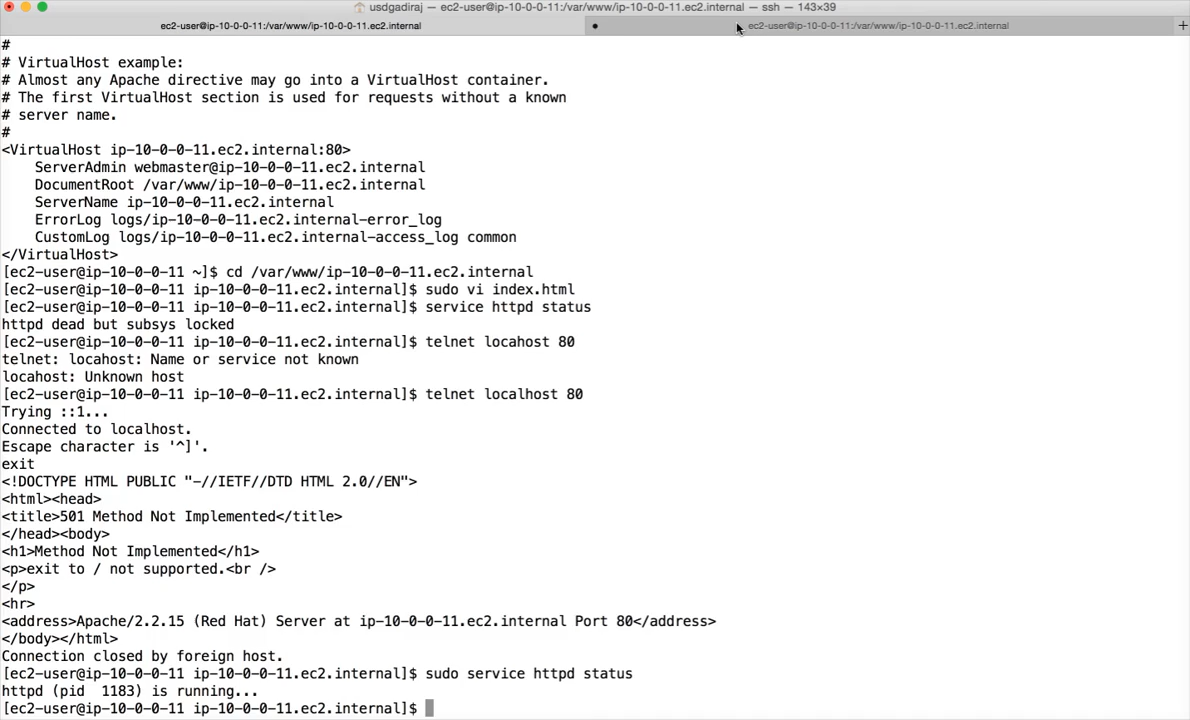 usdgadiraj — ec2-user@ip-10-0-0-11:/var/www/ip-10-0-0-11.ec2.internal — ssh — 143×39
ec2-user@ip-10-0-0-11:/var/www/ip-10-0-0-11.ec2.internal
ec2-user@ip-10-0-0-11:/var/www/ip-10-0-0-11.ec2.internal
#
# VirtualHost example:
# Almost any Apache directive may go into a VirtualHost container.
# The first VirtualHost section is used for requests without a known
# server name.
#
<VirtualHost ip-10-0-0-11.ec2.internal:80>
    ServerAdmin webmaster@ip-10-0-0-11.ec2.internal
    DocumentRoot /var/www/ip-10-0-0-11.ec2.internal
    ServerName ip-10-0-0-11.ec2.internal
    ErrorLog logs/ip-10-0-0-11.ec2.internal-error_log
    CustomLog logs/ip-10-0-0-11.ec2.internal-access_log common
</VirtualHost>
[ec2-user@ip-10-0-0-11 ~]$ cd /var/www/ip-10-0-0-11.ec2.internal
[ec2-user@ip-10-0-0-11 ip-10-0-0-11.ec2.internal]$ sudo vi index.html
[ec2-user@ip-10-0-0-11 ip-10-0-0-11.ec2.internal]$ service httpd status
httpd dead but subsys locked
[ec2-user@ip-10-0-0-11 ip-10-0-0-11.ec2.internal]$ telnet locahost 80
telnet: locahost: Name or service not known
locahost: Unknown host
[ec2-user@ip-10-0-0-11 ip-10-0-0-11.ec2.internal]$ telnet localhost 80
Trying ::1...
Connected to localhost.
Escape character is '^]'.
exit
<!DOCTYPE HTML PUBLIC "-//IETF//DTD HTML 2.0//EN">
<html><head>
<title>501 Method Not Implemented</title>
</head><body>
<h1>Method Not Implemented</h1>
<p>exit to / not supported.<br />
</p>
<hr>
<address>Apache/2.2.15 (Red Hat) Server at ip-10-0-0-11.ec2.internal Port 80</address>
</body></html>
Connection closed by foreign host.
[ec2-user@ip-10-0-0-11 ip-10-0-0-11.ec2.internal]$ sudo service httpd status
httpd (pid  1183) is running...
[ec2-user@ip-10-0-0-11 ip-10-0-0-11.ec2.internal]$